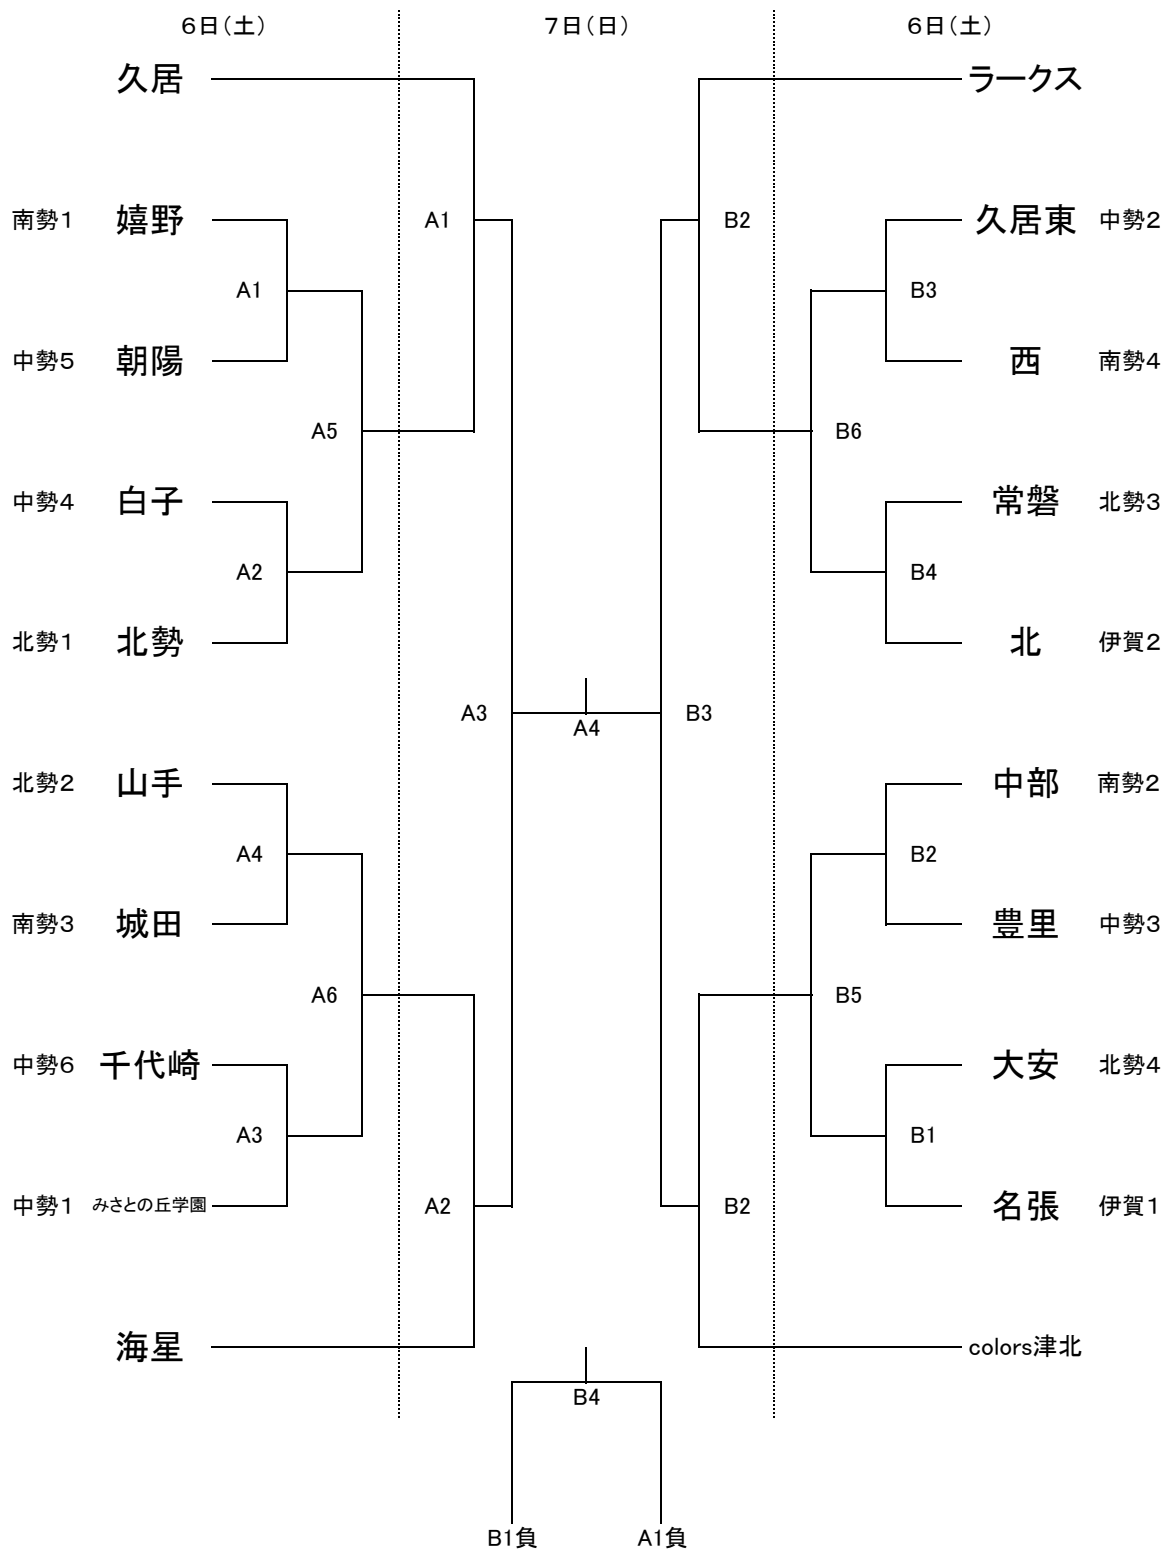 ６日（土） ７日（日） ６日（土）
久居 ラークス
南勢１ 嬉野 A1 B2 久居東 中勢２
A1 B3
中勢５ 朝陽 西 南勢４
A5 B6
中勢４ 白子 常磐 北勢３
A2 B4
北勢１ 北勢 北 伊賀２
A3 A4 B3
北勢２ 山手 中部 南勢２
A4 B2
南勢３ 城田 豊里 中勢３
A6 B5
中勢６ 千代崎 大安 北勢４
A3 B1
中勢１ みさとの丘学園 A2 B2 名張 伊賀１
海星 colors津北
B4
B1負 A1負